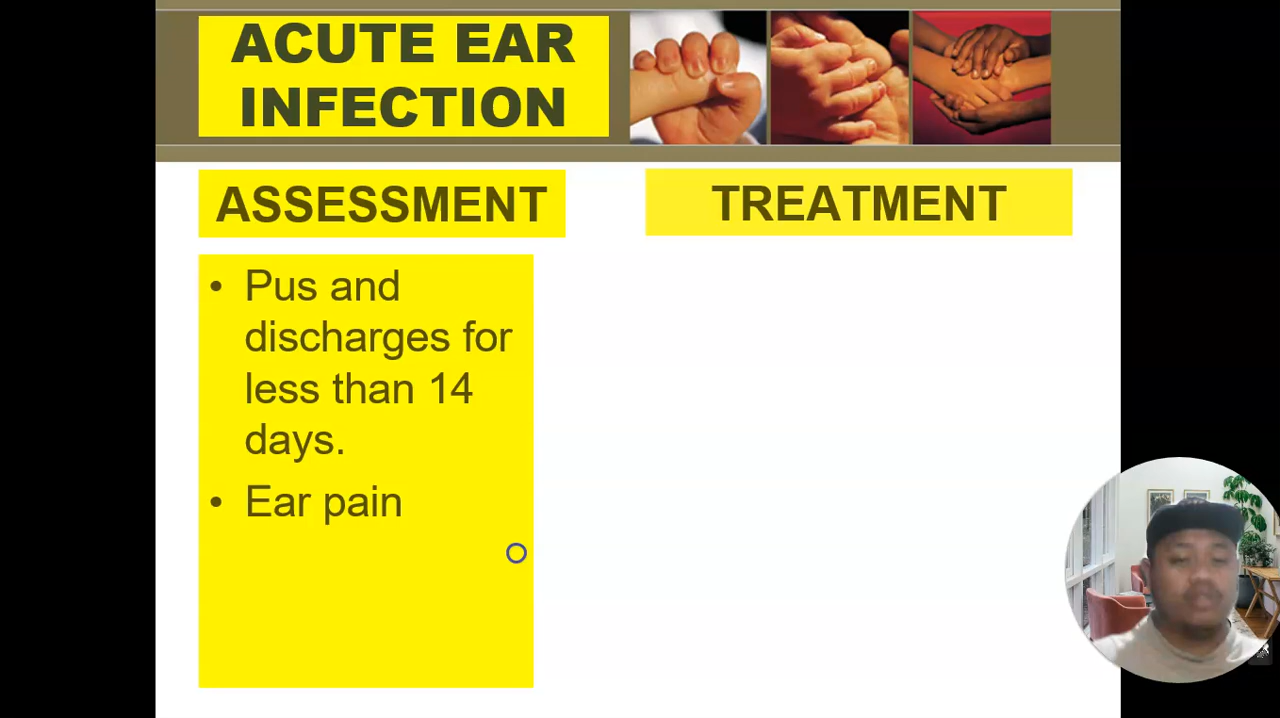 ACUTE EAR
INFECTION
ASSESSMENT
TREATMENT
• Pus and
discharges for
less than 14
days.
• Ear pain